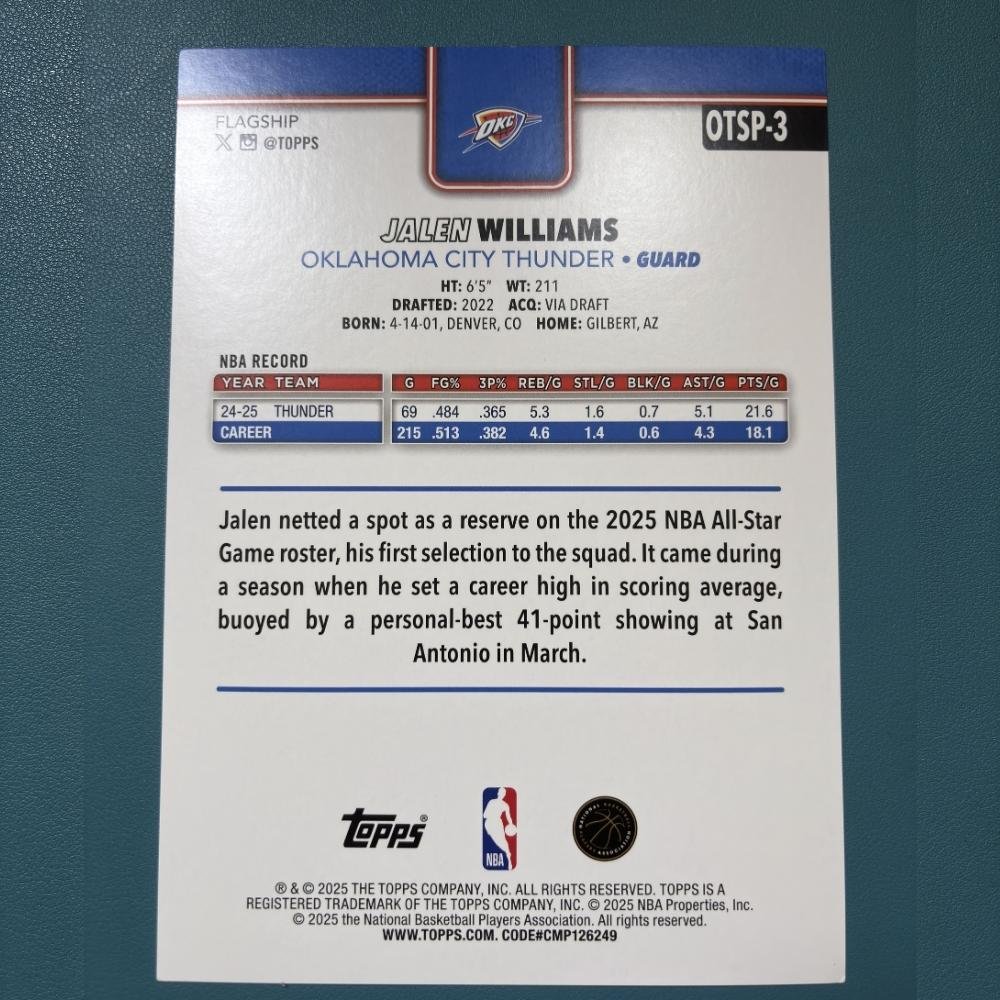 FLAGSHIP
X @TOPPS
OKC
OTSP-3
JALEN WILLIAMS
OKLAHOMA CITY THUNDER • GUARD
HT: 6'5" WT: 211
DRAFTED: 2022 ACQ: VIA DRAFT
BORN: 4-14-01, DENVER, CO HOME: GILBERT, AZ
NBA RECORD
YEAR TEAM G FG% 3P% REB/G STL/G BLK/G AST/G PTS/G
24-25 THUNDER 69 .484 .365 5.3 1.6 0.7 5.1 21.6
CAREER 215 .513 .382 4.6 1.4 0.6 4.3 18.1
Jalen netted a spot as a reserve on the 2025 NBA All-Star
Game roster, his first selection to the squad. It came during
a season when he set a career high in scoring average,
buoyed by a personal-best 41-point showing at San
Antonio in March.
Topps®
NBA
NATIONAL BASKETBALL
ASSOCIATION
® & © 2025 THE TOPPS COMPANY, INC. ALL RIGHTS RESERVED. TOPPS IS A
REGISTERED TRADEMARK OF THE TOPPS COMPANY, INC. © 2025 NBA Properties, Inc.
© 2025 the National Basketball Players Association. All rights reserved.
WWW.TOPPS.COM. CODE#CMP126249